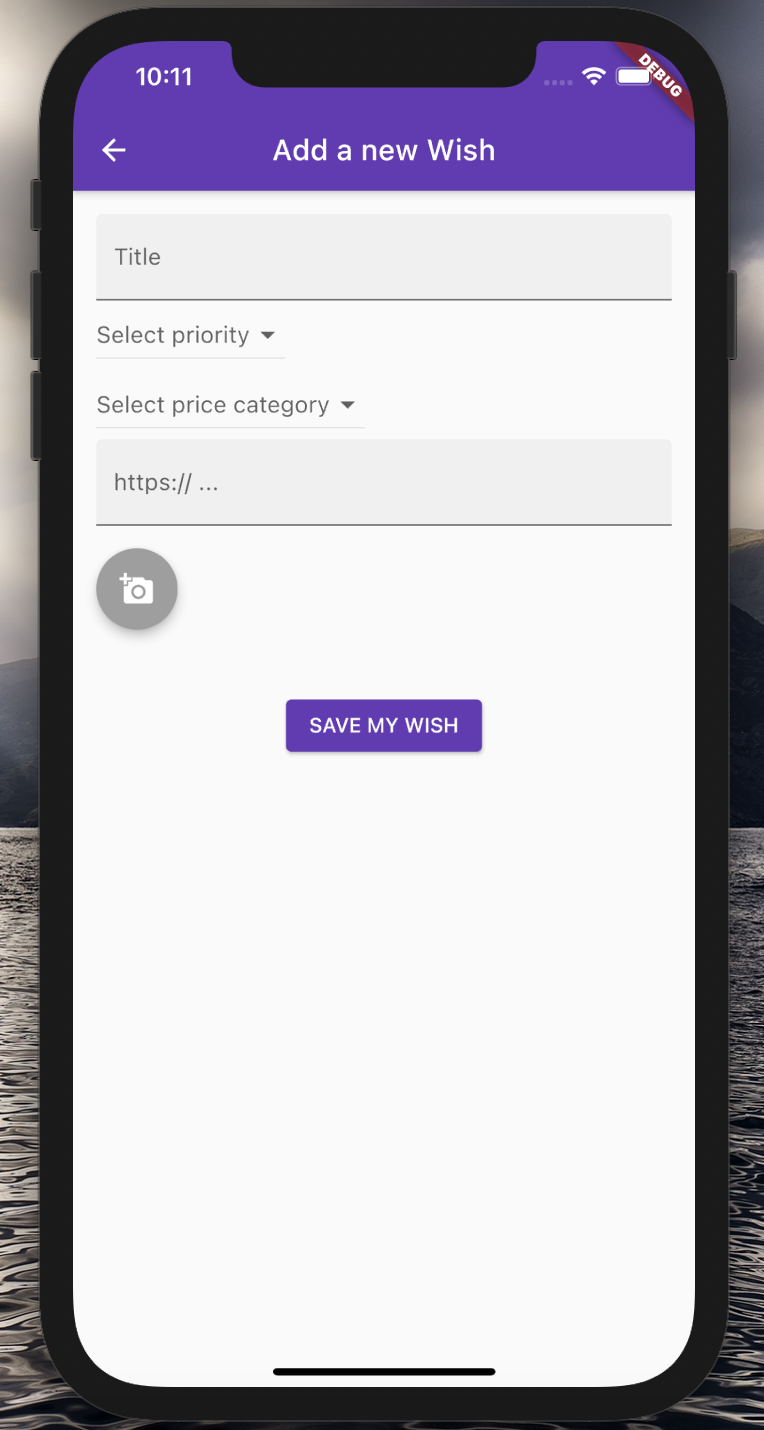 10:11
DEBUG
Add a new Wish
Title
Select priority
Select price category
https:// ...
SAVE MY WISH